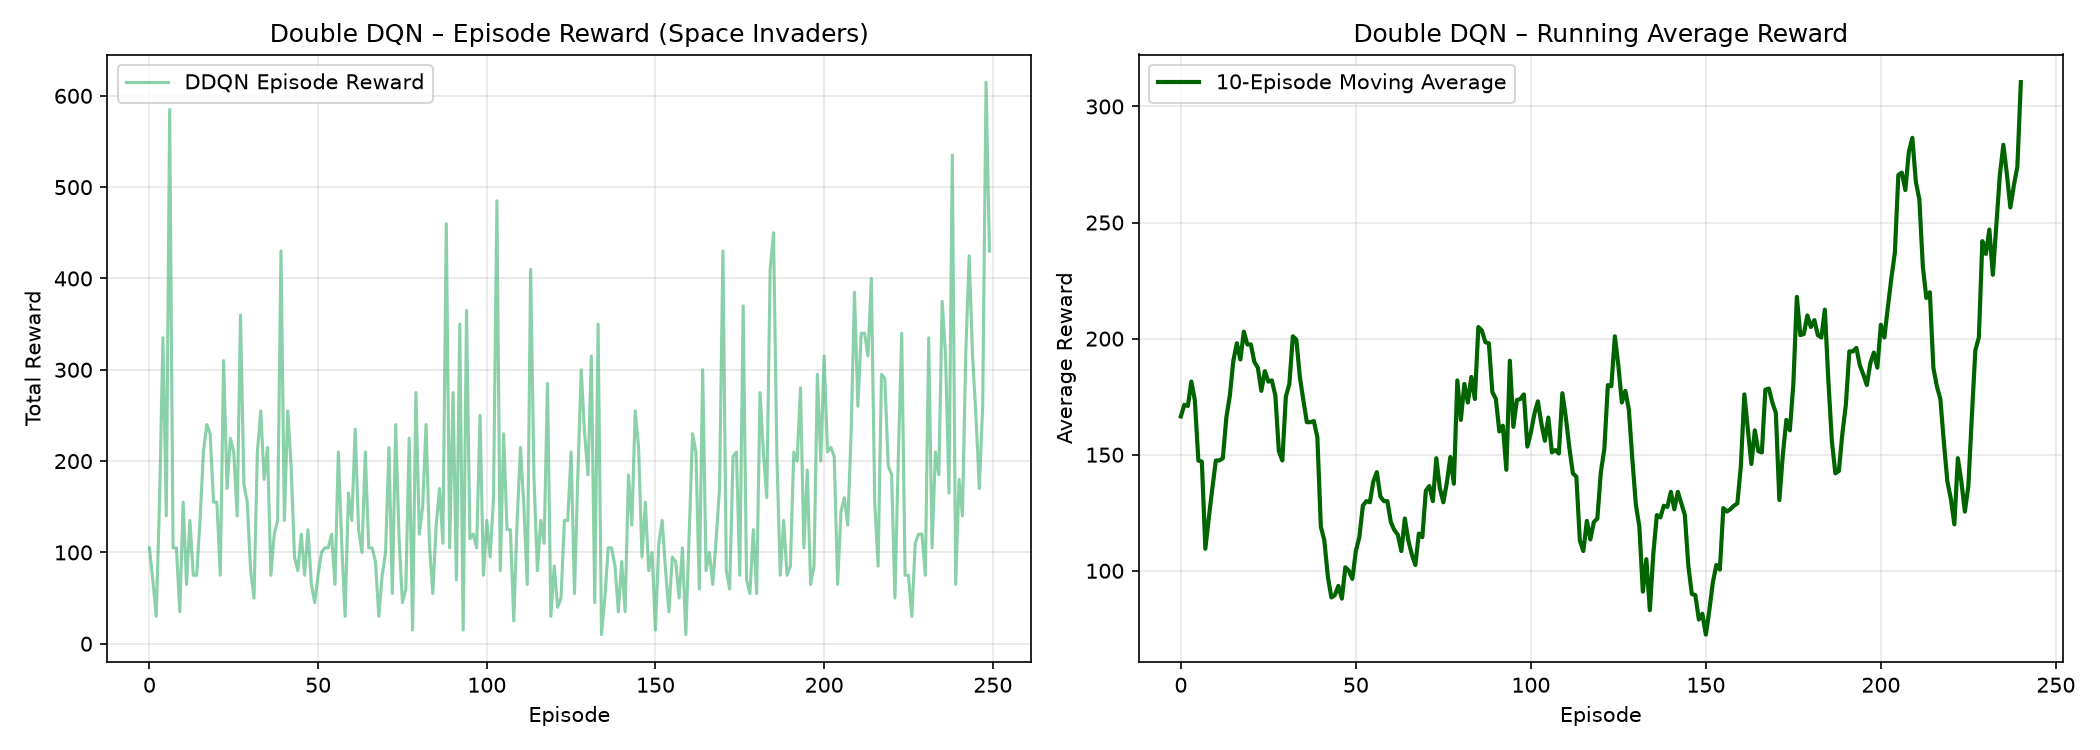 Double DQN – Episode Reward (Space Invaders)
DDQN Episode Reward
Total Reward
600
500
400
300
200
100
0
0 50 100 150 200 250
Episode
Double DQN – Running Average Reward
10-Episode Moving Average
Average Reward
300
250
200
150
100
0 50 100 150 200 250
Episode